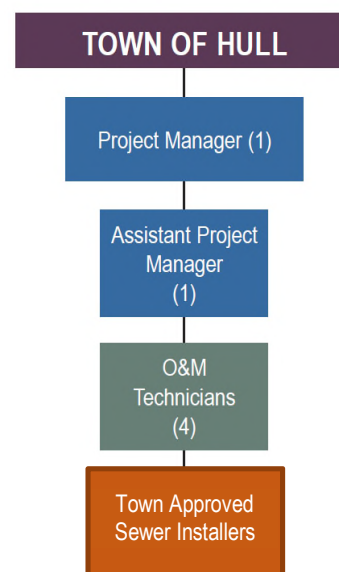 TOWN OF HULL
Project Manager (1)
Assistant Project
Manager
(1)
O&M
Technicians
(4)
Town Approved
Sewer Installers